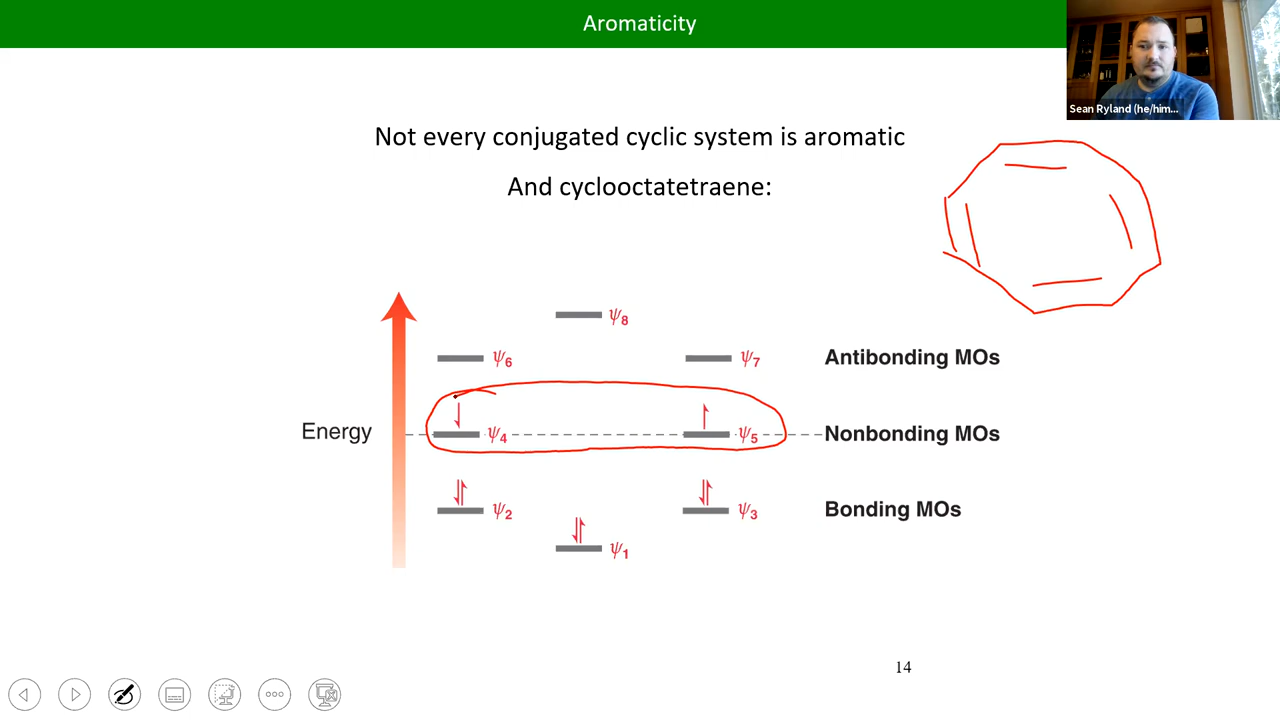 Aromaticity
Sean Ryland (he/him...
Not every conjugated cyclic system is aromatic
And cyclooctatetraene:
ψ8
ψ6
ψ7
Antibonding MOs
Energy
ψ4
ψ5
Nonbonding MOs
ψ2
ψ3
Bonding MOs
ψ1
14